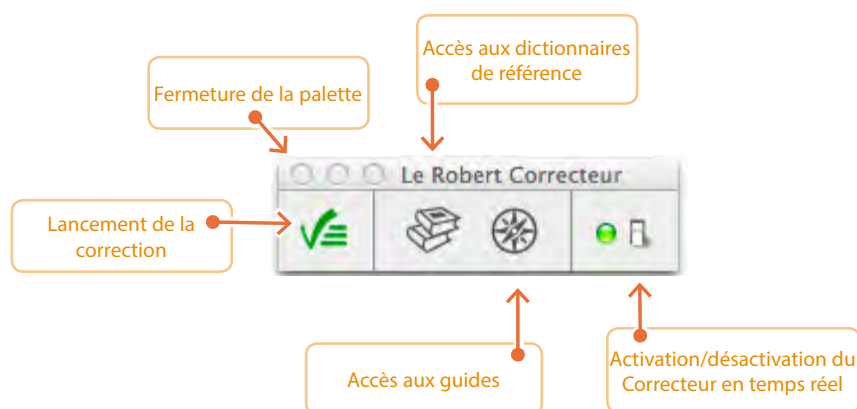 Accès aux dictionnaires
de référence
Fermeture de la palette
Le Robert Correcteur
Lancement de la
correction
Accès aux guides
Activation/désactivation du
Correcteur en temps réel